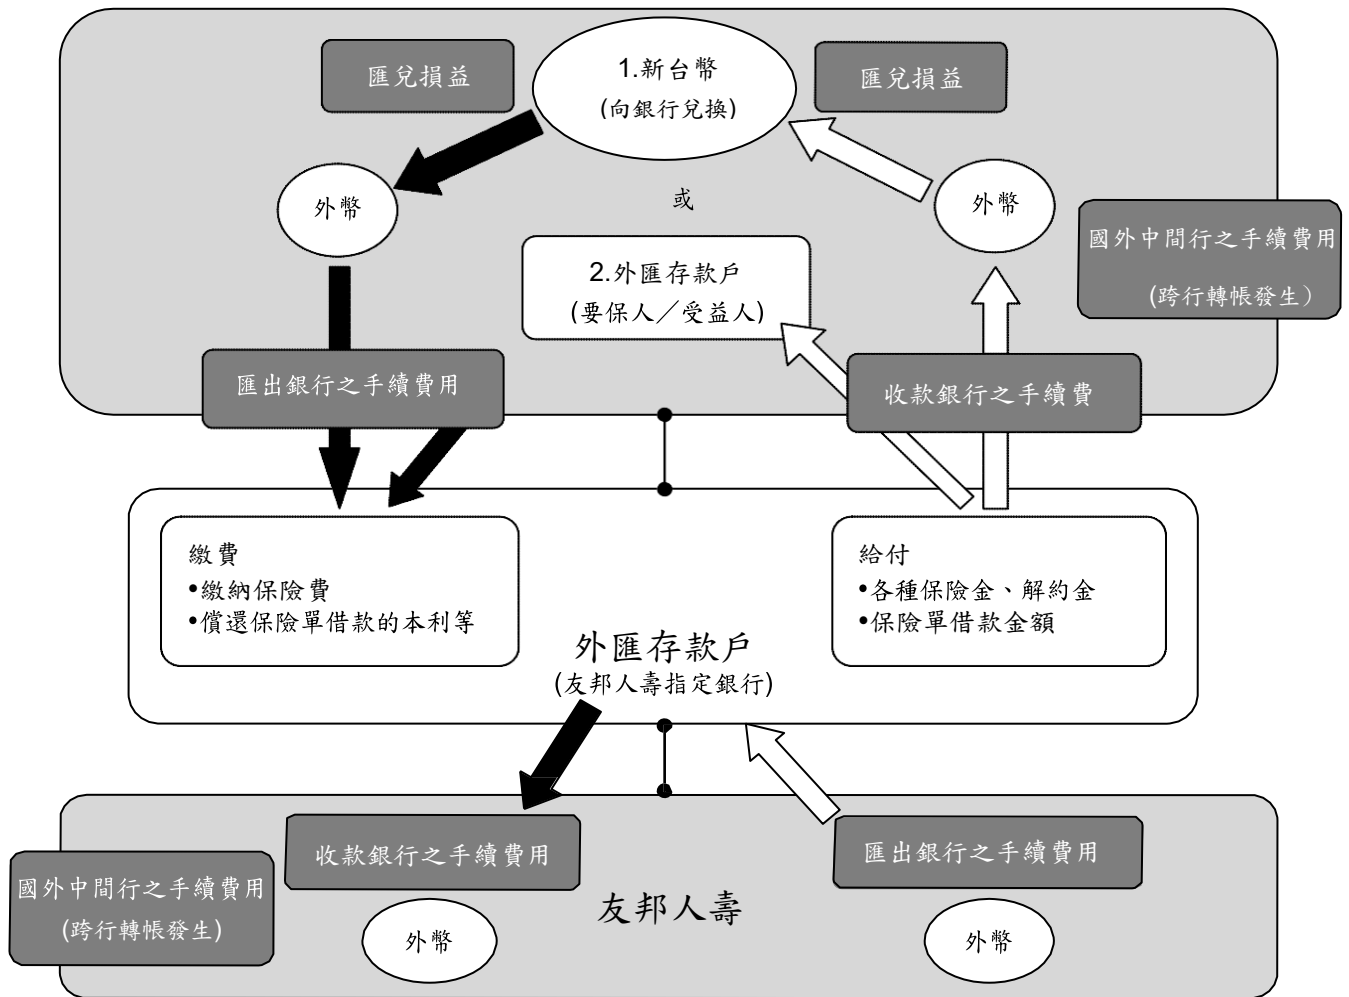 匯兌損益
1.新台幣
(向銀行兌換)
匯兌損益
外幣
或
外幣
國外中間行之手續費用
(跨行轉帳發生)
2.外匯存款戶
(要保人／受益人)
匯出銀行之手續費用
收款銀行之手續費
繳費
•繳納保險費
•償還保險單借款的本利等
給付
•各種保險金、解約金
•保險單借款金額
外匯存款戶
(友邦人壽指定銀行)
收款銀行之手續費用
匯出銀行之手續費用
國外中間行之手續費用
(跨行轉帳發生)
友邦人壽
外幣
外幣